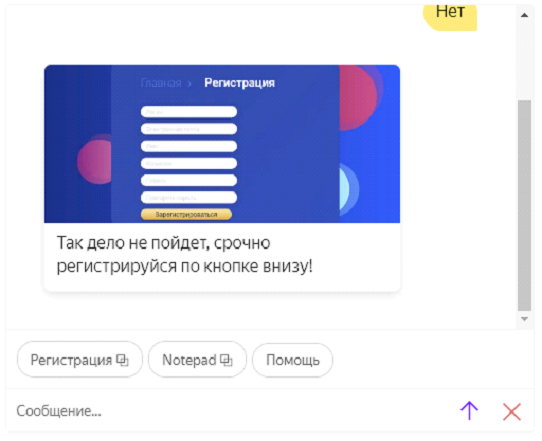 Нет
Главная > Регистрация
Зарегистрироваться
Так дело не пойдет, срочно
регистрируйся по кнопке внизу!
Регистрация
Notepad
Помощь
Сообщение...